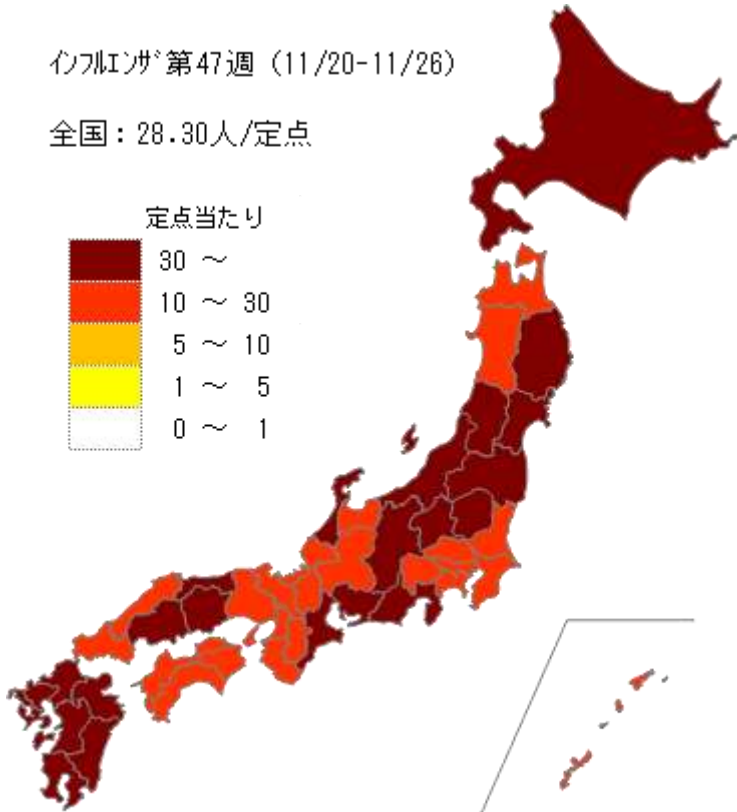 インフルエンザ第47週 (11/20-11/26)
全国：28.30人/定点
定点当たり
30 ～
10 ～ 30
5 ～ 10
1 ～ 5
0 ～ 1